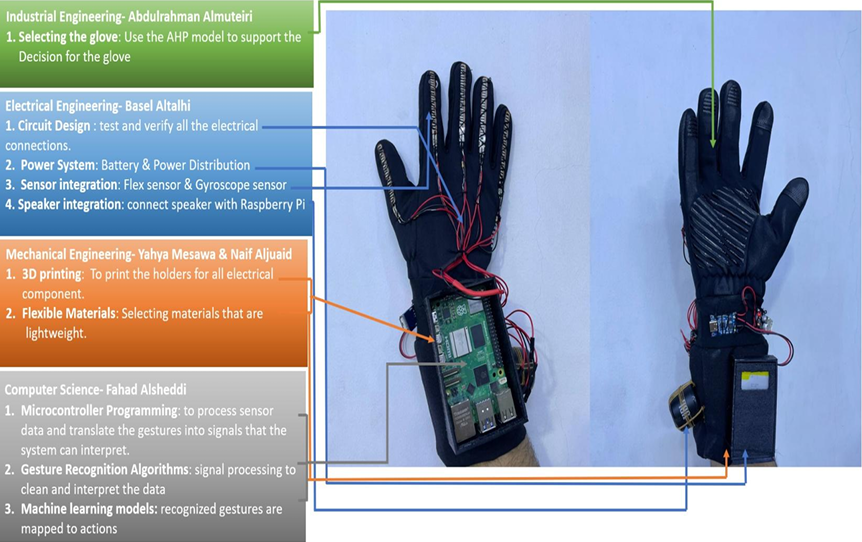 Industrial Engineering- Abdulrahman Almuteiri
1. Selecting the glove: Use the AHP model to support the
Decision for the glove
Electrical Engineering- Basel Altalhi
1. Circuit Design : test and verify all the electrical
connections.
2. Power System: Battery & Power Distribution
3. Sensor integration: Flex sensor & Gyroscope sensor
4. Speaker integration: connect speaker with Raspberry Pi
Mechanical Engineering- Yahya Mesawa & Naif Aljuaid
1. 3D printing: To print the holders for all electrical
component.
2. Flexible Materials: Selecting materials that are
lightweight.
Computer Science- Fahad Alsheddi
1. Microcontroller Programming: to process sensor
data and translate the gestures into signals that the
system can interpret.
2. Gesture Recognition Algorithms: signal processing to
clean and interpret the data
3. Machine learning models: recognized gestures are
mapped to actions